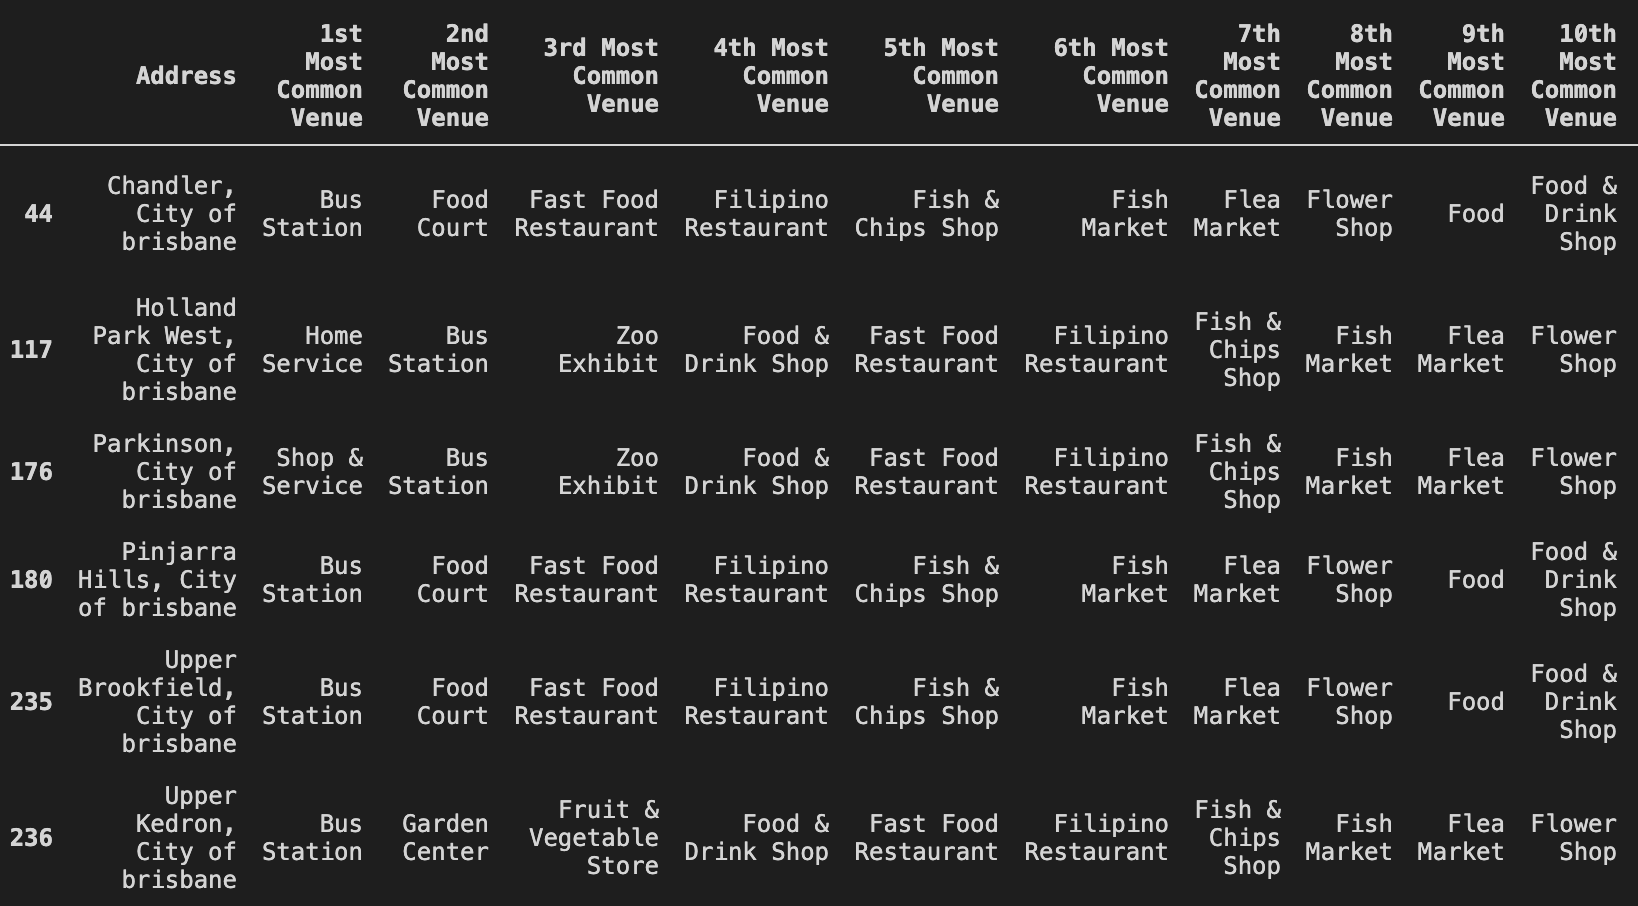 Address 1st Most Common Venue 2nd Most Common Venue 3rd Most Common Venue 4th Most Common Venue 5th Most Common Venue 6th Most Common Venue 7th Most Common Venue 8th Most Common Venue 9th Most Common Venue 10th Most Common Venue
44 Chandler, City of brisbane Bus Station Food Court Fast Food Restaurant Filipino Restaurant Fish & Chips Shop Fish Market Flea Market Flower Shop Food Food & Drink Shop
117 Holland Park West, City of brisbane Home Service Bus Station Zoo Exhibit Food & Drink Shop Fast Food Restaurant Filipino Restaurant Fish & Chips Shop Fish Market Flea Market Flower Shop
176 Parkinson, City of brisbane Shop & Service Bus Station Zoo Exhibit Food & Drink Shop Fast Food Restaurant Filipino Restaurant Fish & Chips Shop Fish Market Flea Market Flower Shop
180 Pinjarra Hills, City of brisbane Bus Station Food Court Fast Food Restaurant Filipino Restaurant Fish & Chips Shop Fish Market Flea Market Flower Shop Food Food & Drink Shop
235 Upper Brookfield, City of brisbane Bus Station Food Court Fast Food Restaurant Filipino Restaurant Fish & Chips Shop Fish Market Flea Market Flower Shop Food Food & Drink Shop
236 Upper Kedron, City of brisbane Bus Station Garden Center Fruit & Vegetable Store Food & Drink Shop Fast Food Restaurant Filipino Restaurant Fish & Chips Shop Fish Market Flea Market Flower Shop